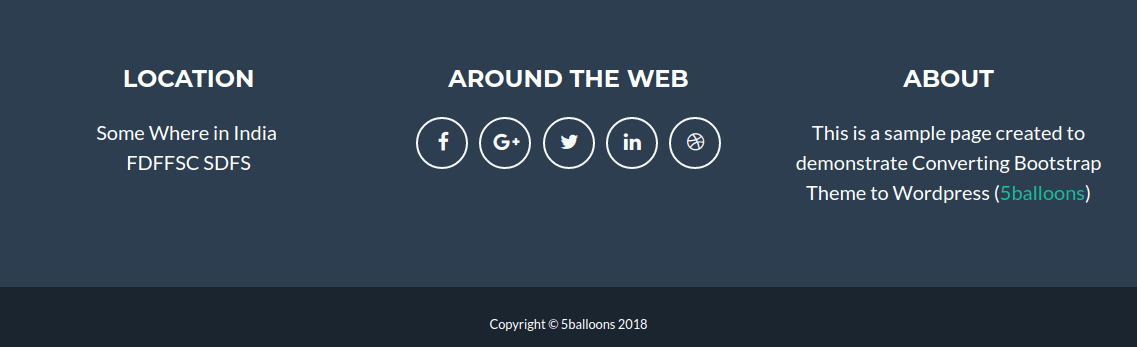 LOCATION
Some Where in India
FDFFSC SDFS
AROUND THE WEB
ABOUT
This is a sample page created to
demonstrate Converting Bootstrap
Theme to Wordpress (5balloons)
Copyright © 5balloons 2018